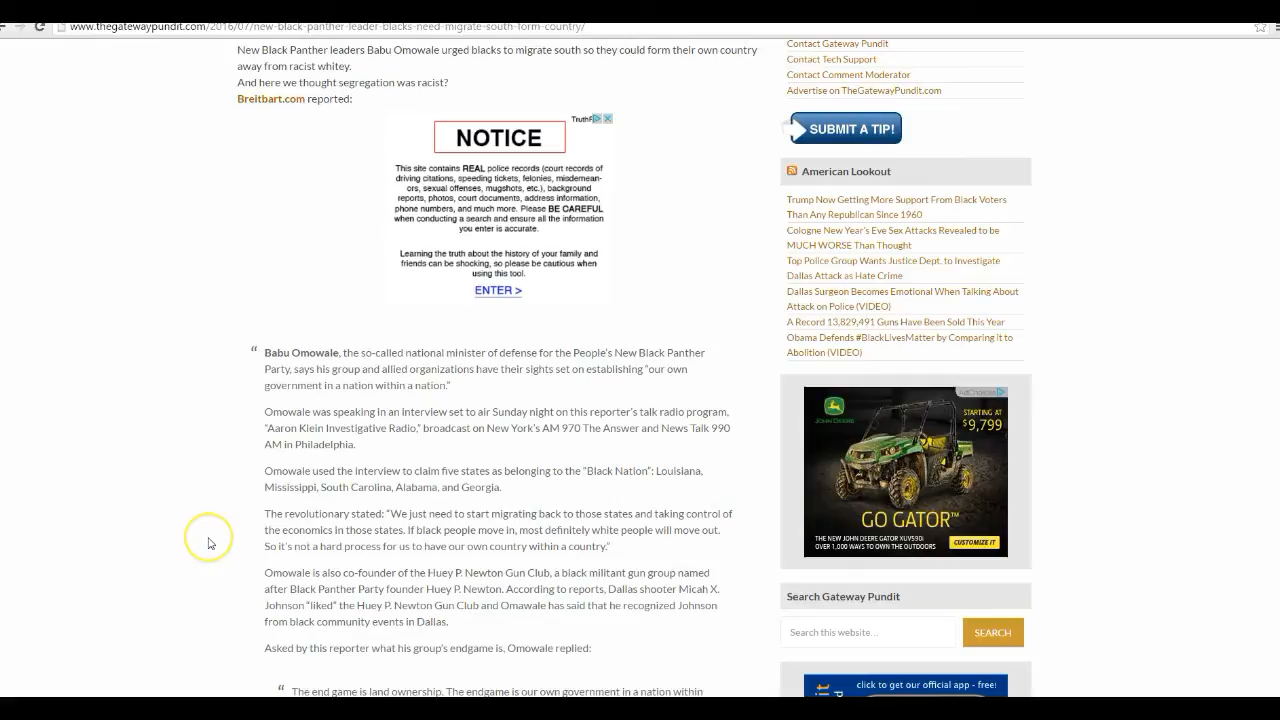 www.thegatewaypundit.com/2016/07/new-black-panther-leader-blacks-need-migrate-south-form-country/
New Black Panther leaders Babu Omowale urged blacks to migrate south so they could form their own country
away from racist whitey.
And here we thought segregation was racist?
Breitbart.com reported:
NOTICE
This site contains REAL police records (court records of
driving citations, speeding tickets, felonies, misdemean-
ors, sexual offenses, mugshots, etc.), background
reports, photos, court documents, address information,
phone numbers, and much more. Please BE CAREFUL
when conducting a search and ensure all the information
you enter is accurate.
Learning the truth about the history of your family and
friends can be shocking, so please be cautious when
using this tool.
ENTER >
“ Babu Omowale, the so-called national minister of defense for the People's New Black Panther
Party, says his group and allied organizations have their sights set on establishing “our own
government in a nation within a nation.”
Omowale was speaking in an interview set to air Sunday night on this reporter's talk radio program,
“Aaron Klein Investigative Radio,” broadcast on New York's AM 970 The Answer and News Talk 990
AM in Philadelphia.
Omowale used the interview to claim five states as belonging to the “Black Nation”: Louisiana,
Mississippi, South Carolina, Alabama, and Georgia.
The revolutionary stated: “We just need to start migrating back to those states and taking control of
the economics in those states. If black people move in, most definitely white people will move out.
So it's not a hard process for us to have our own country within a country.”
Omowale is also co-founder of the Huey P. Newton Gun Club, a black militant gun group named
after Black Panther Party founder Huey P. Newton. According to reports, Dallas shooter Micah X.
Johnson “liked” the Huey P. Newton Gun Club and Omawale has said that he recognized Johnson
from black community events in Dallas.
Asked by this reporter what his group's endgame is, Omowale replied:
“ The end game is land ownership. The endgame is our own government in a nation within
Contact Gateway Pundit
Contact Tech Support
Contact Comment Moderator
Advertise on TheGatewayPundit.com
SUBMIT A TIP!
American Lookout
Trump Now Getting More Support From Black Voters
Than Any Republican Since 1960
Cologne New Year's Eve Sex Attacks Revealed to be
MUCH WORSE Than Thought
Top Police Group Wants Justice Dept. to Investigate
Dallas Attack as Hate Crime
Dallas Surgeon Becomes Emotional When Talking About
Attack on Police (VIDEO)
A Record 13,829,491 Guns Have Been Sold This Year
Obama Defends #BlackLivesMatter by Comparing It to
Abolition (VIDEO)
AdChoices
JOHN DEERE
STARTING AT
$9,799
GO GATOR™
THE NEW JOHN DEERE GATOR XUV590i
OVER 1,000 WAYS TO OWN THE OUTDOORS
CUSTOMIZE IT
Search Gateway Pundit
Search this website…
SEARCH
click to get our official app - free!